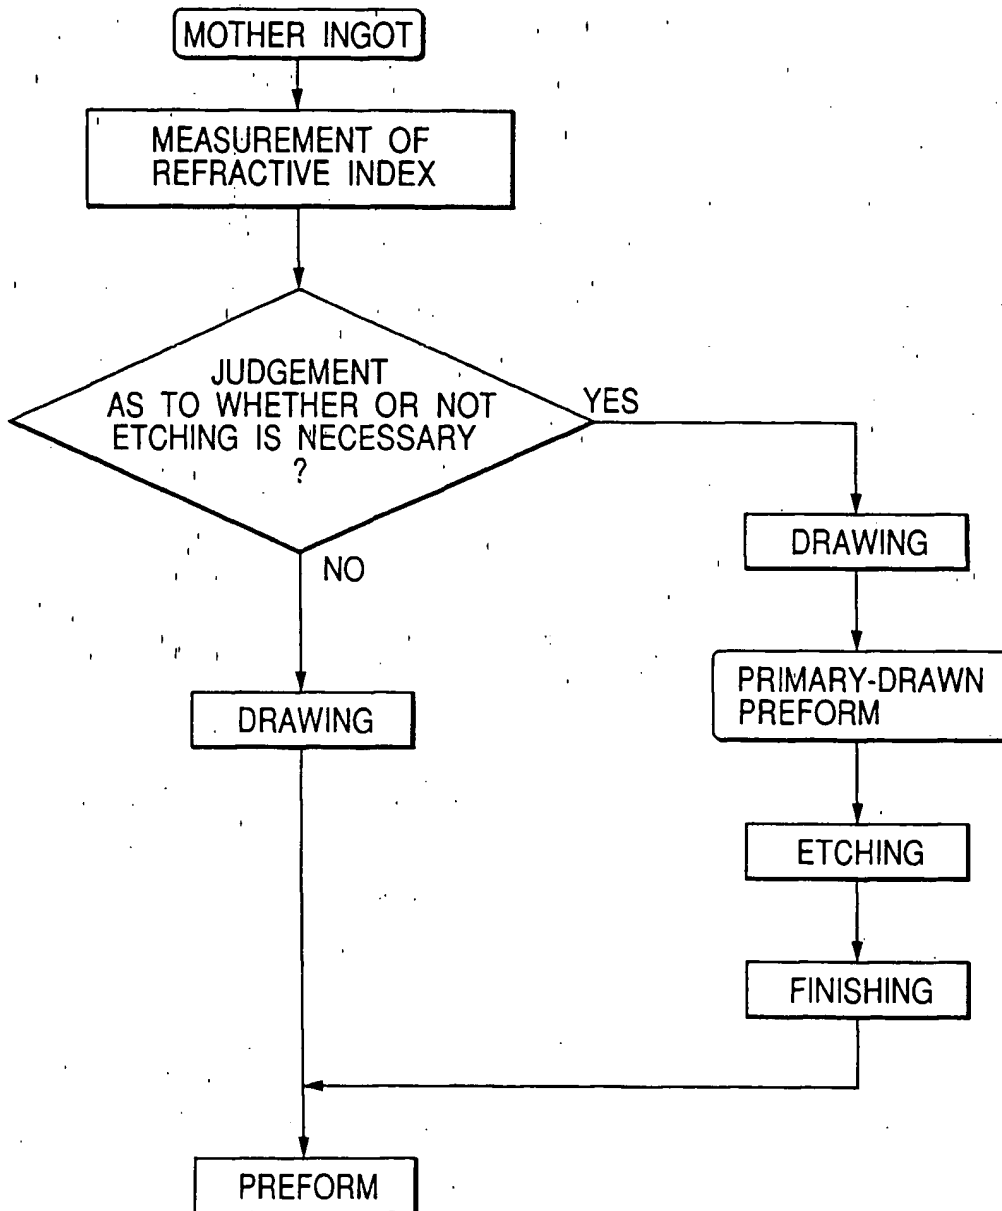 MOTHER INGOT
MEASUREMENT OF
REFRACTIVE INDEX
JUDGEMENT
AS TO WHETHER OR NOT
ETCHING IS NECESSARY
?
YES
NO
DRAWING
PRIMARY-DRAWN
PREFORM
DRAWING
ETCHING
FINISHING
PREFORM